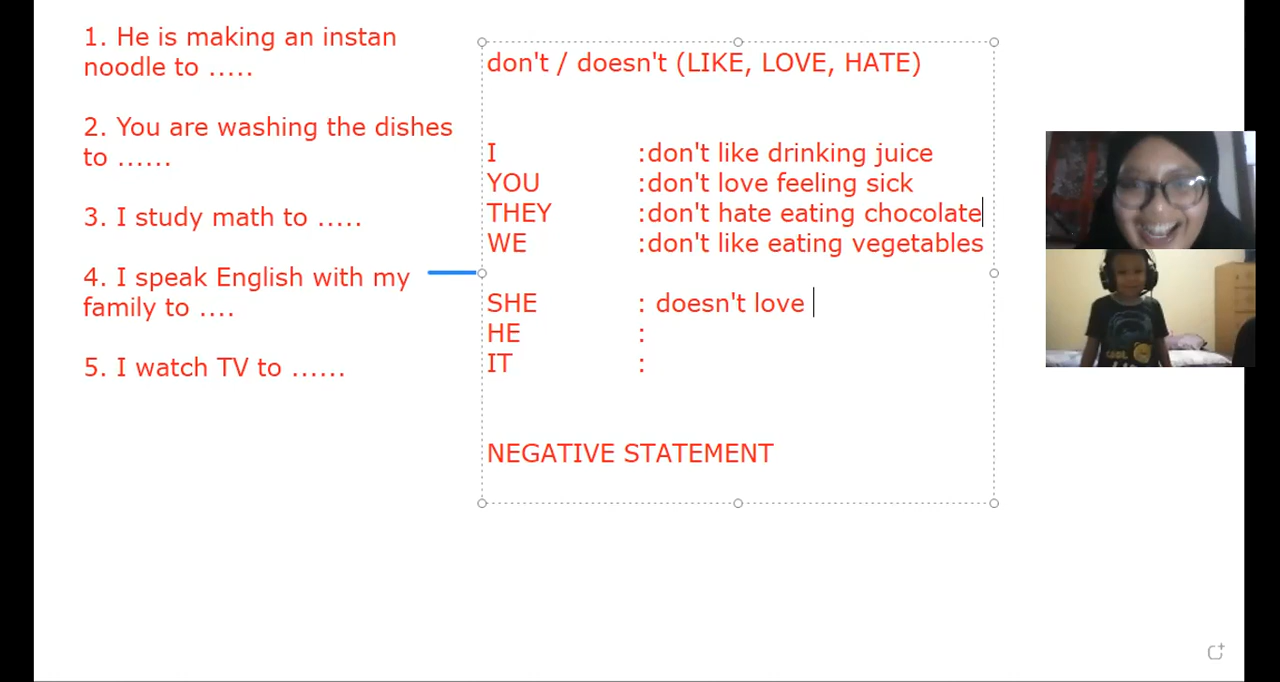 1. He is making an instan
noodle to .....
2. You are washing the dishes
to ......
3. I study math to .....
4. I speak English with my
family to ....
5. I watch TV to ......
don't / doesn't (LIKE, LOVE, HATE)
I :don't like drinking juice
YOU :don't love feeling sick
THEY :don't hate eating chocolate
WE :don't like eating vegetables
SHE : doesn't love
HE :
IT :
NEGATIVE STATEMENT
COOL